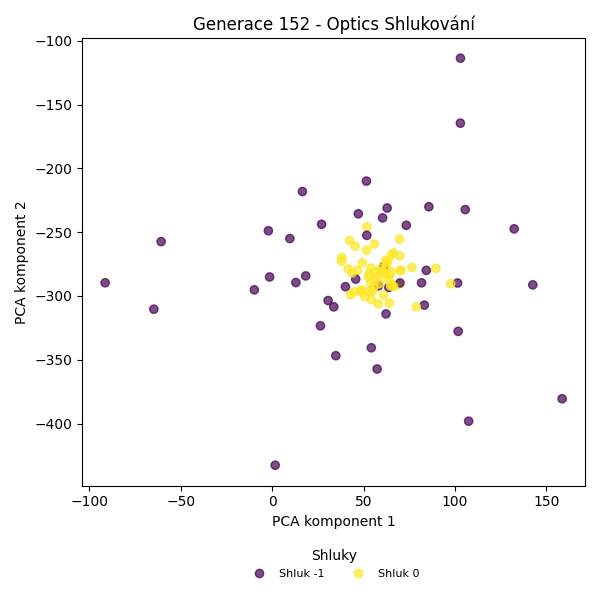 Generace 152 - Optics Shlukování
−100
−150
−200
−250
−300
−350
−400
PCA komponent 2
−100
−50
0
50
100
150
PCA komponent 1
Shluky
Shluk -1
Shluk 0